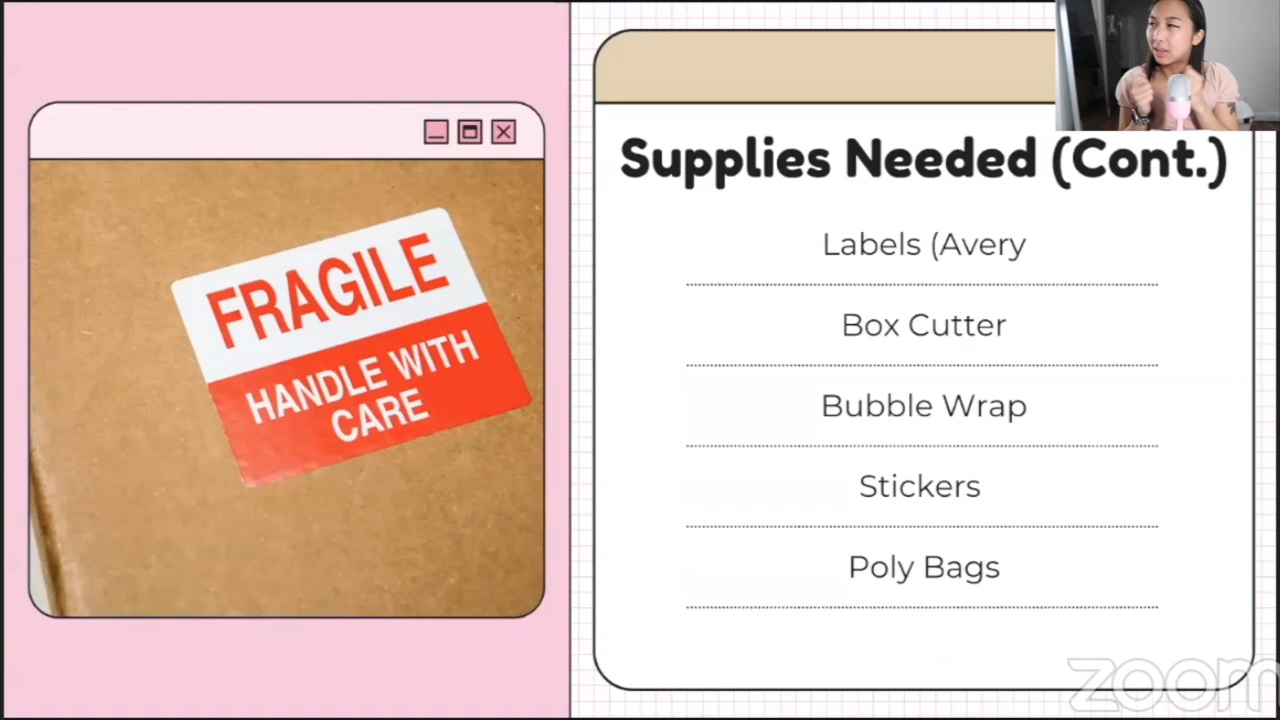 FRAGILE
HANDLE WITH
CARE
Supplies Needed (Cont.)
Labels (Avery
Box Cutter
Bubble Wrap
Stickers
Poly Bags
zoom